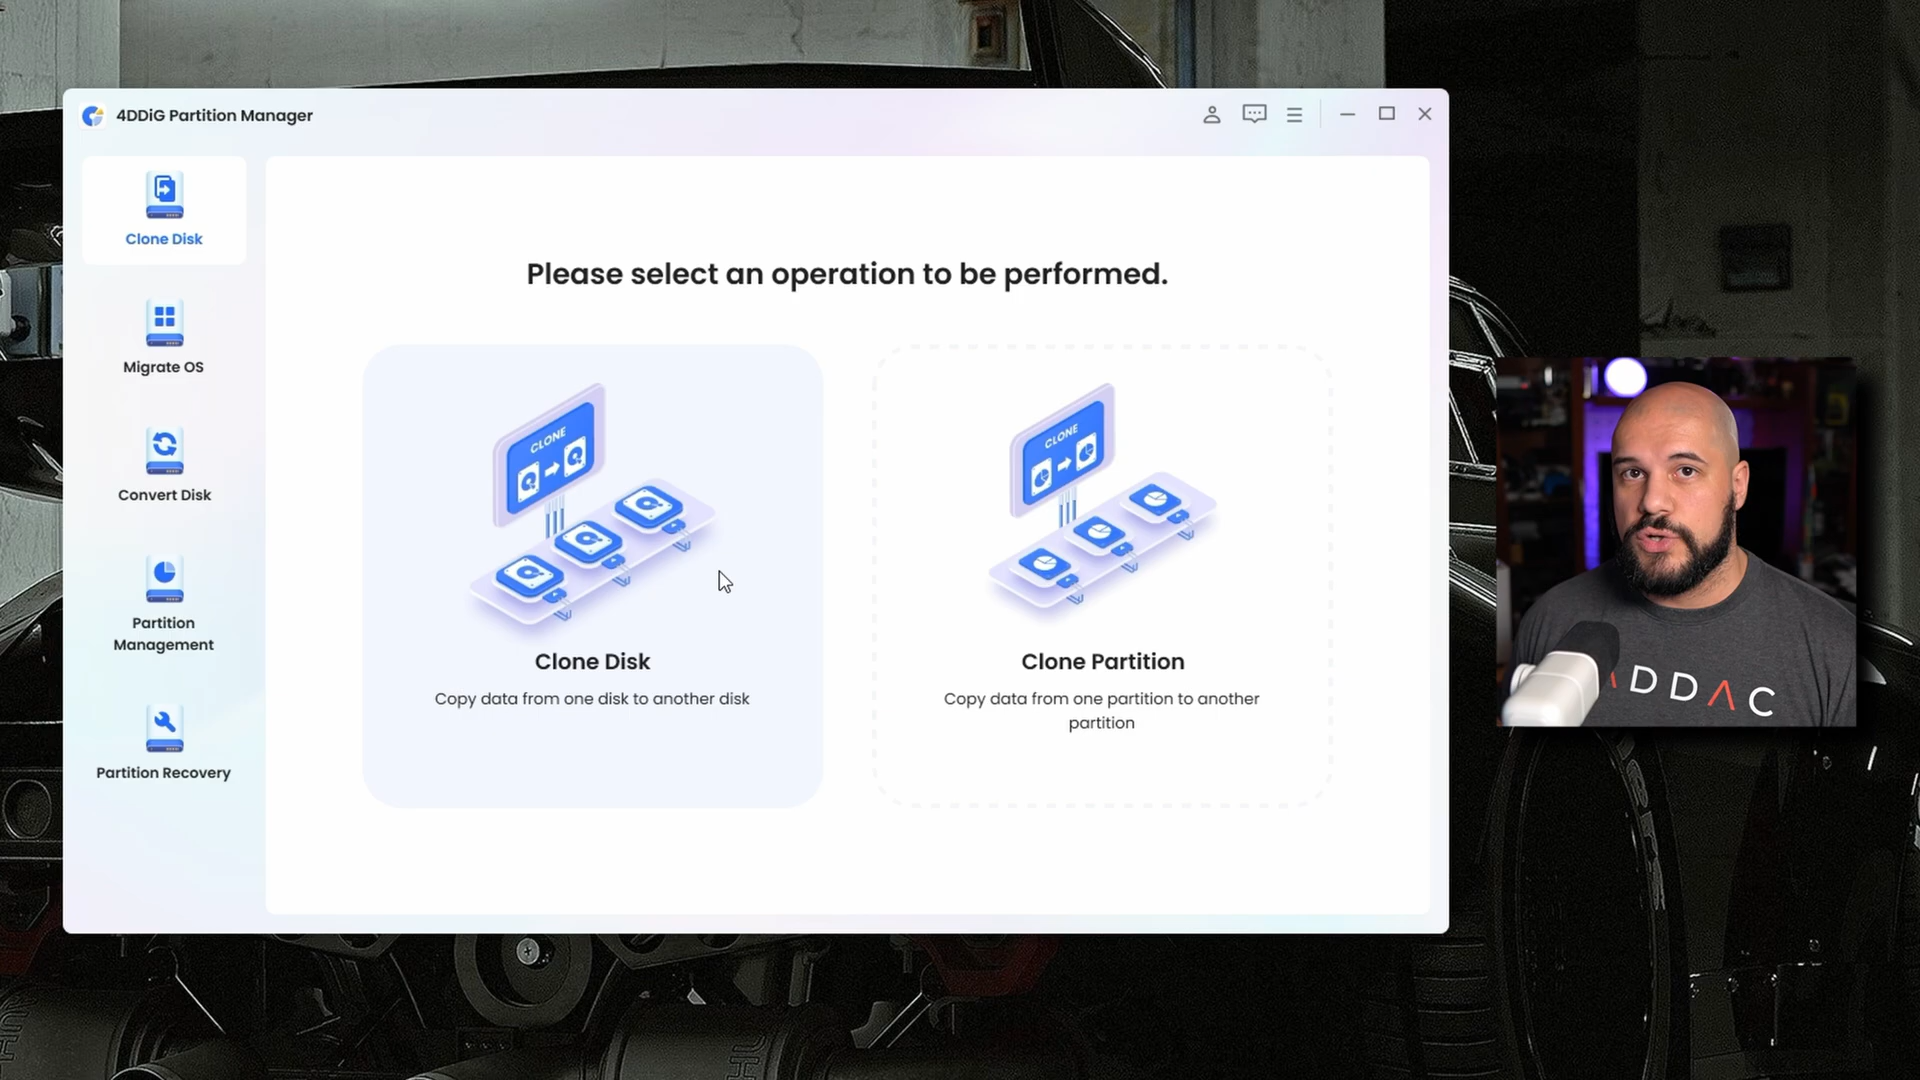 4DDiG Partition Manager
Clone Disk
Migrate OS
Convert Disk
Partition
Management
Partition Recovery
Please select an operation to be performed.
CLONE
Clone Disk
Copy data from one disk to another disk
CLONE
Clone Partition
Copy data from one partition to another
partition
DDAC